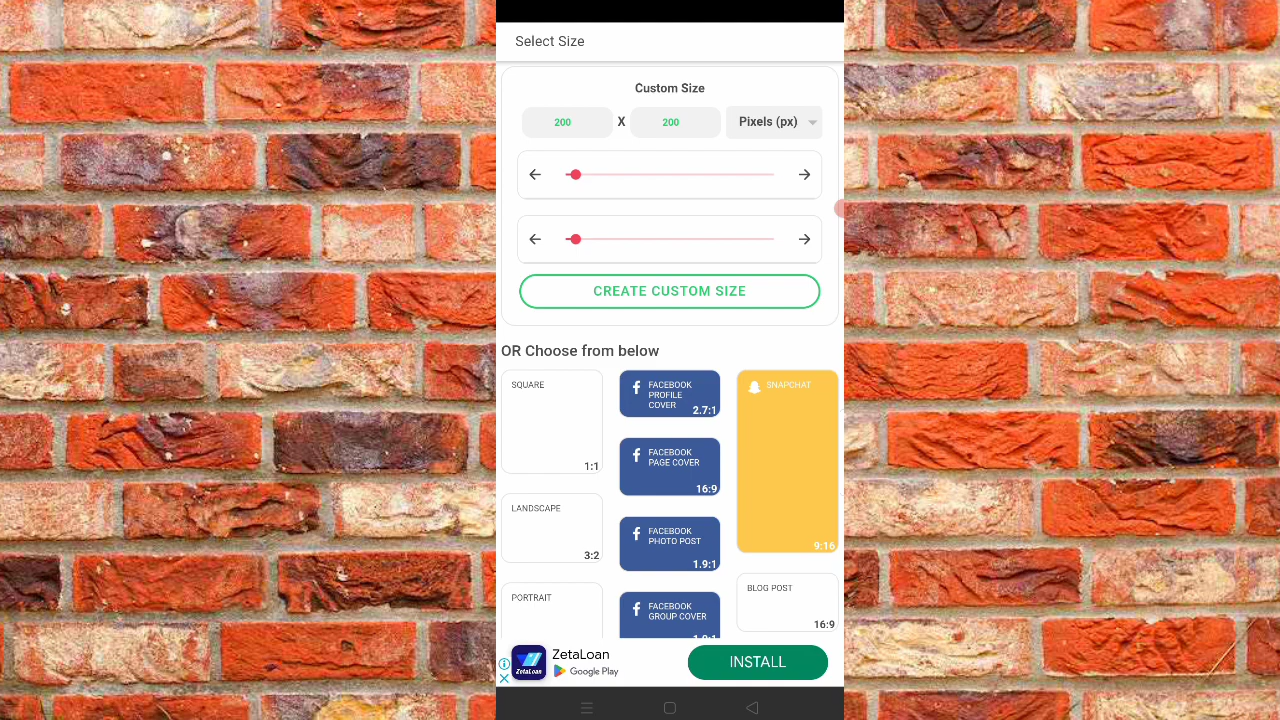 Select Size
Custom Size
200 X 200 Pixels (px)
CREATE CUSTOM SIZE
OR Choose from below
SQUARE
1:1
FACEBOOK
PROFILE
COVER
2.7:1
SNAPCHAT
9:16
FACEBOOK
PAGE COVER
16:9
LANDSCAPE
3:2
FACEBOOK
PHOTO POST
1.9:1
BLOG POST
16:9
PORTRAIT
FACEBOOK
GROUP COVER
ZetaLoan
ZetaLoan
Google Play
INSTALL